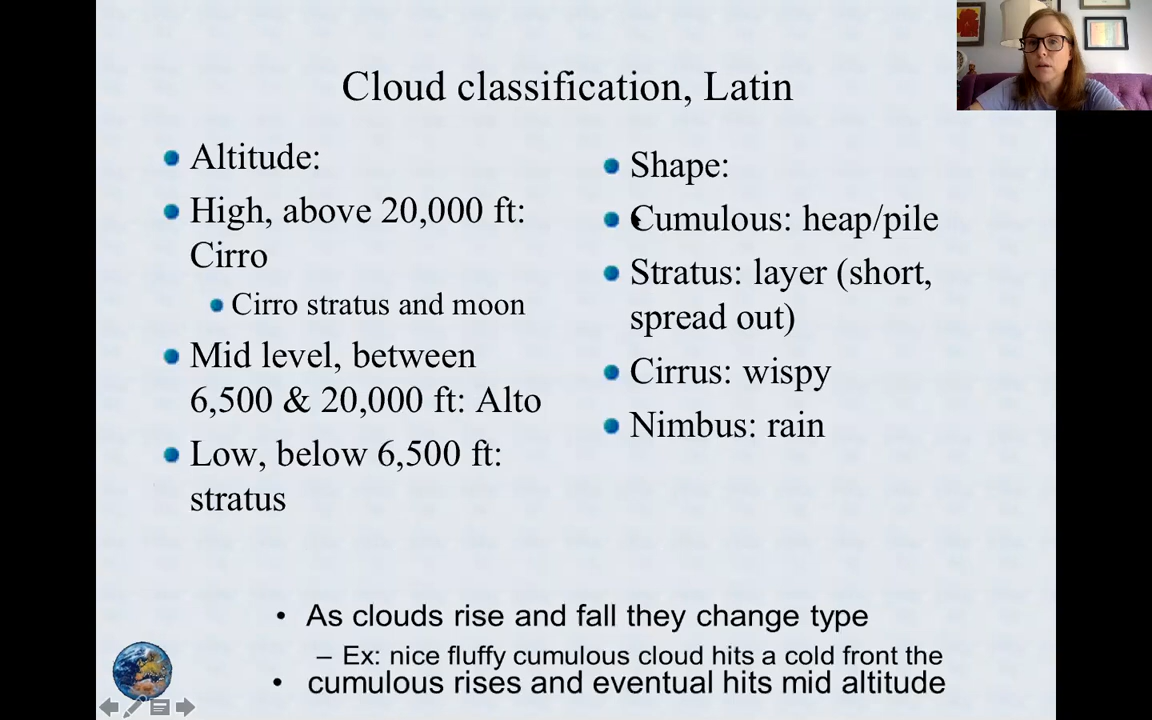 Cloud classification, Latin
Altitude:
High, above 20,000 ft:
Cirro
Cirro stratus and moon
Mid level, between
6,500 & 20,000 ft: Alto
Low, below 6,500 ft:
stratus
Shape:
Cumulous: heap/pile
Stratus: layer (short,
spread out)
Cirrus: wispy
Nimbus: rain
• As clouds rise and fall they change type
– Ex: nice fluffy cumulous cloud hits a cold front the
• cumulous rises and eventual hits mid altitude